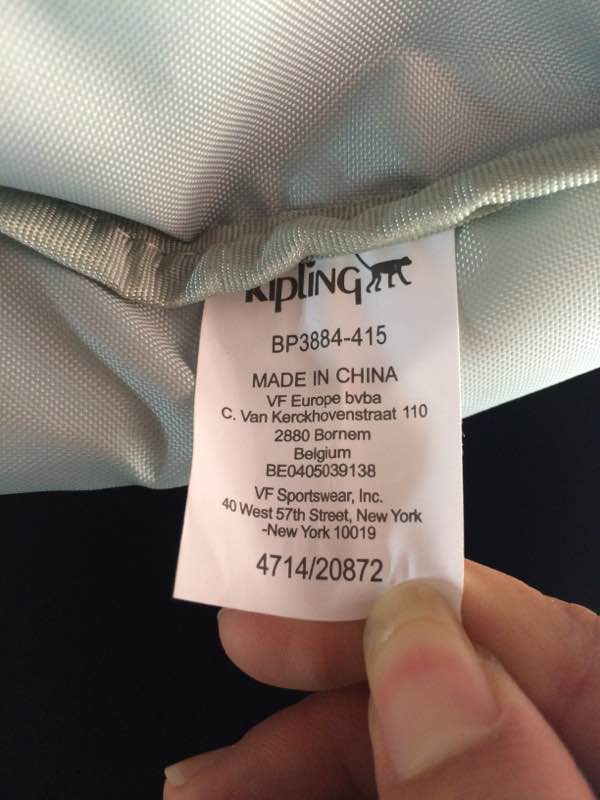 KipLiNG
BP3884-415
MADE IN CHINA
VF Europe bvba
C. Van Kerckhovenstraat 110
2880 Bornem
Belgium
BE0405039138
VF Sportswear, Inc.
40 West 57th Street, New York
-New York 10019
4714/20872